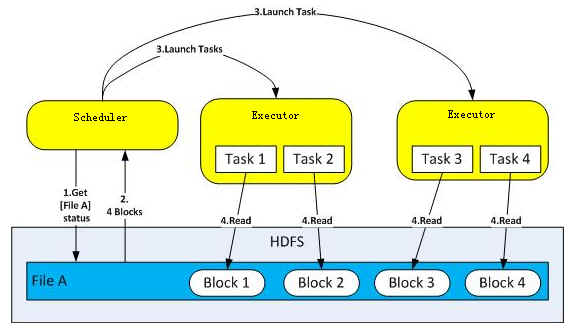 3.Launch Task
3.Launch Tasks
Scheduler
Executor
Executor
Task 1
Task 2
Task 3
Task 4
1.Get
[File A]
status
2.
4 Blocks
4.Read
4.Read
4.Read
4.Read
HDFS
File A
Block 1
Block 2
Block 3
Block 4